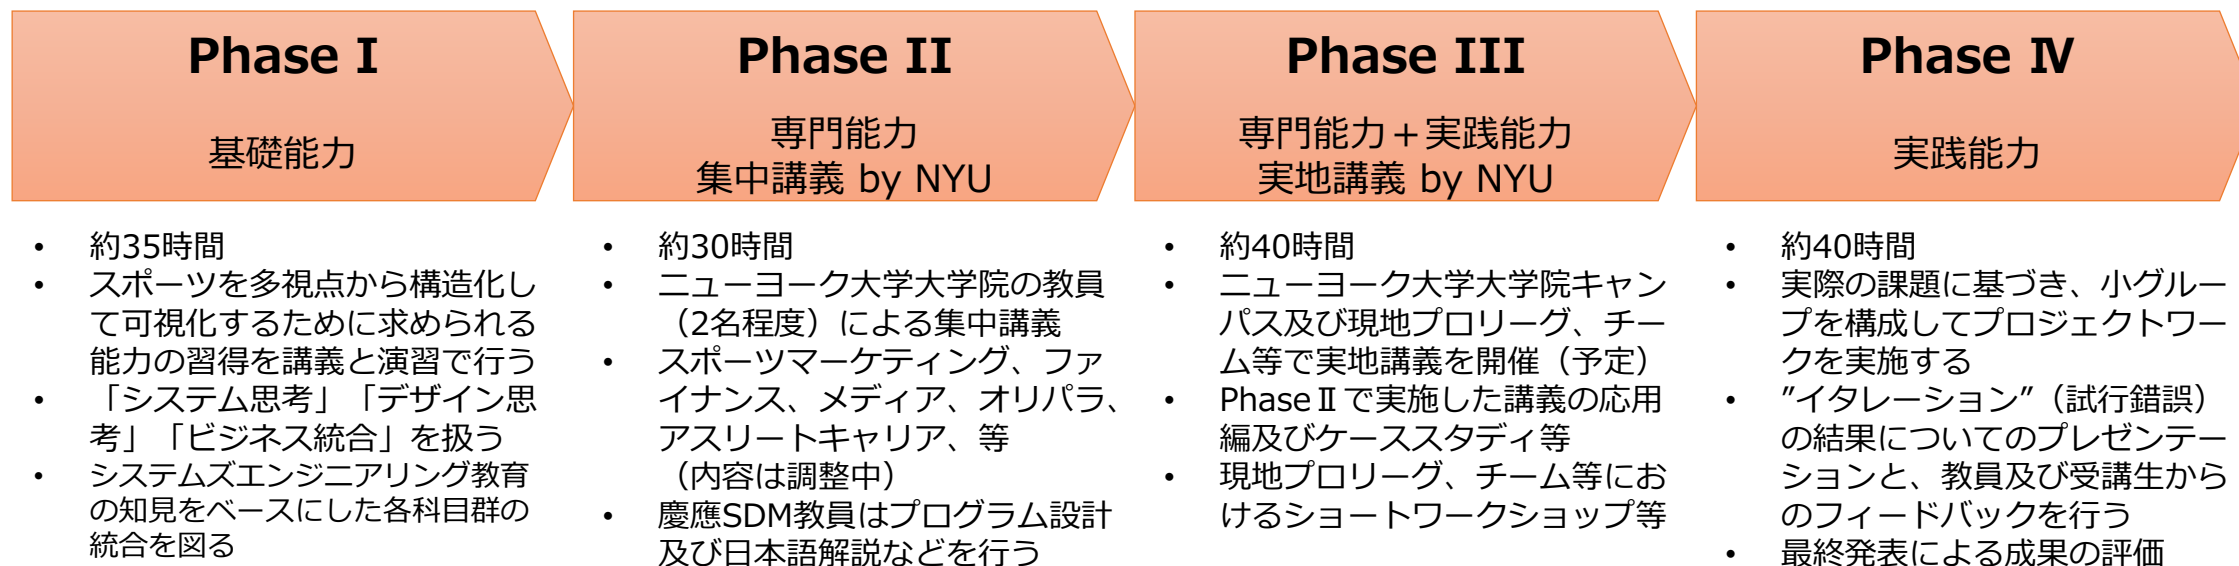 Phase I
基礎能力
• 約35時間
• スポーツを多視点から構造化し
て可視化するために求められる
能力の習得を講義と演習で行う
• 「システム思考」「デザイン思
考」「ビジネス統合」を扱う
• システムズエンジニアリング教育
の知見をベースにした各科目群の
統合を図る
Phase II
専門能力
集中講義 by NYU
• 約30時間
• ニューヨーク大学大学院の教員
（2名程度）による集中講義
• スポーツマーケティング、ファ
イナンス、メディア、オリパラ、
アスリートキャリア、等
（内容は調整中）
• 慶應SDM教員はプログラム設計
及び日本語解説などを行う
Phase III
専門能力＋実践能力
実地講義 by NYU
• 約40時間
• ニューヨーク大学大学院キャン
パス及び現地プロリーグ、チー
ム等で実地講義を開催（予定）
• PhaseⅡで実施した講義の応用
編及びケーススタディ等
• 現地プロリーグ、チーム等にお
けるショートワークショップ等
Phase Ⅳ
実践能力
• 約40時間
• 実際の課題に基づき、小グルー
プを構成してプロジェクトワー
クを実施する
• ”イタレーション”（試行錯誤）
の結果についてのプレゼンテー
ションと、教員及び受講生から
のフィードバックを行う
• 最終発表による成果の評価